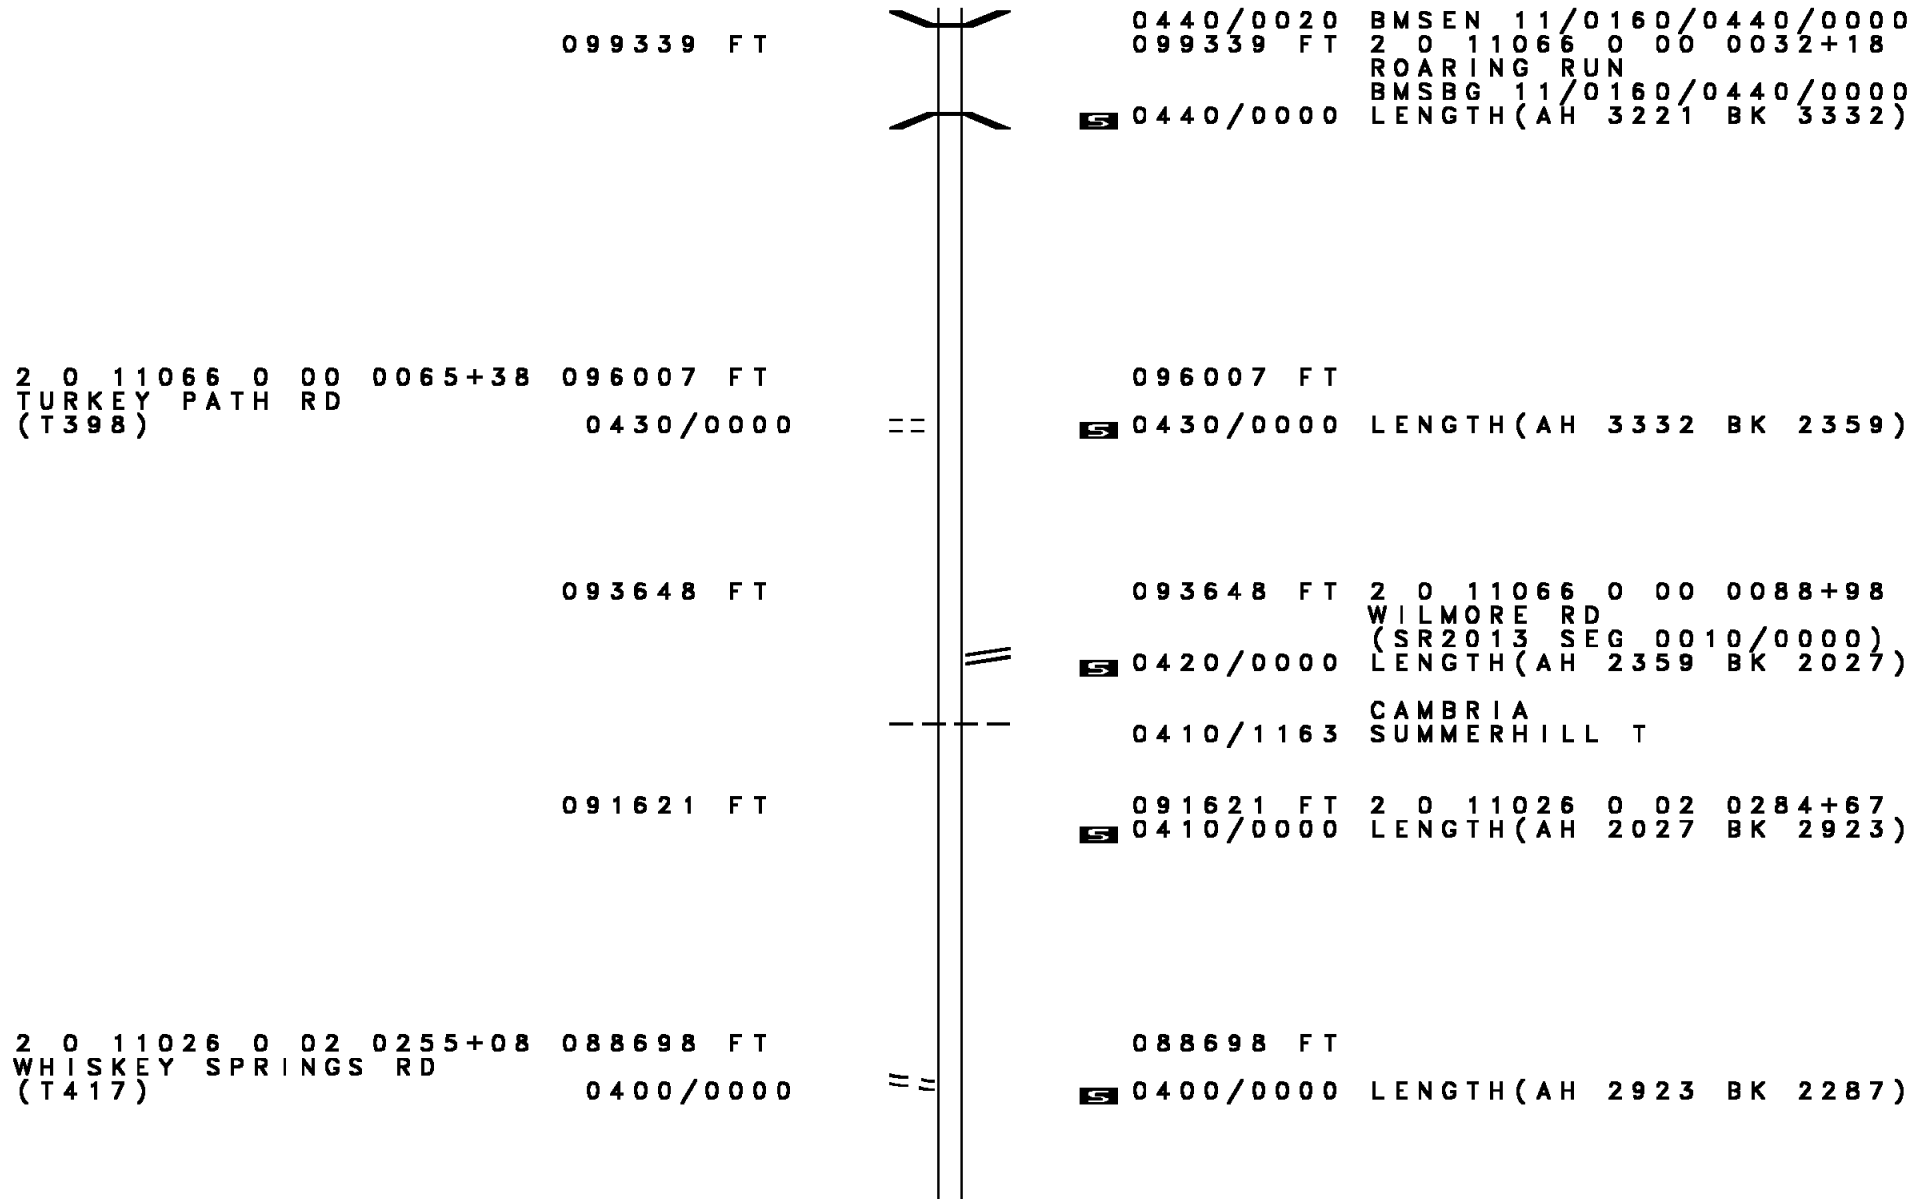 0440/0020 BMSEN 11/0160/0440/0000
099339 FT 099339 FT 2 0 11066 0 00 0032+18
ROARING RUN
BMSBG 11/0160/0440/0000
S 0440/0000 LENGTH(AH 3221 BK 3332)
2 0 11066 0 00 0065+38 096007 FT 096007 FT
TURKEY PATH RD
(T398) 0430/0000 S 0430/0000 LENGTH(AH 3332 BK 2359)
093648 FT 093648 FT 2 0 11066 0 00 0088+98
WILMORE RD
(SR2013 SEG 0010/0000)
S 0420/0000 LENGTH(AH 2359 BK 2027)
CAMBRIA
0410/1163 SUMMERHILL T
091621 FT 091621 FT 2 0 11026 0 02 0284+67
S 0410/0000 LENGTH(AH 2027 BK 2923)
2 0 11026 0 02 0255+08 088698 FT 088698 FT
WHISKEY SPRINGS RD
(T417) 0400/0000 S 0400/0000 LENGTH(AH 2923 BK 2287)